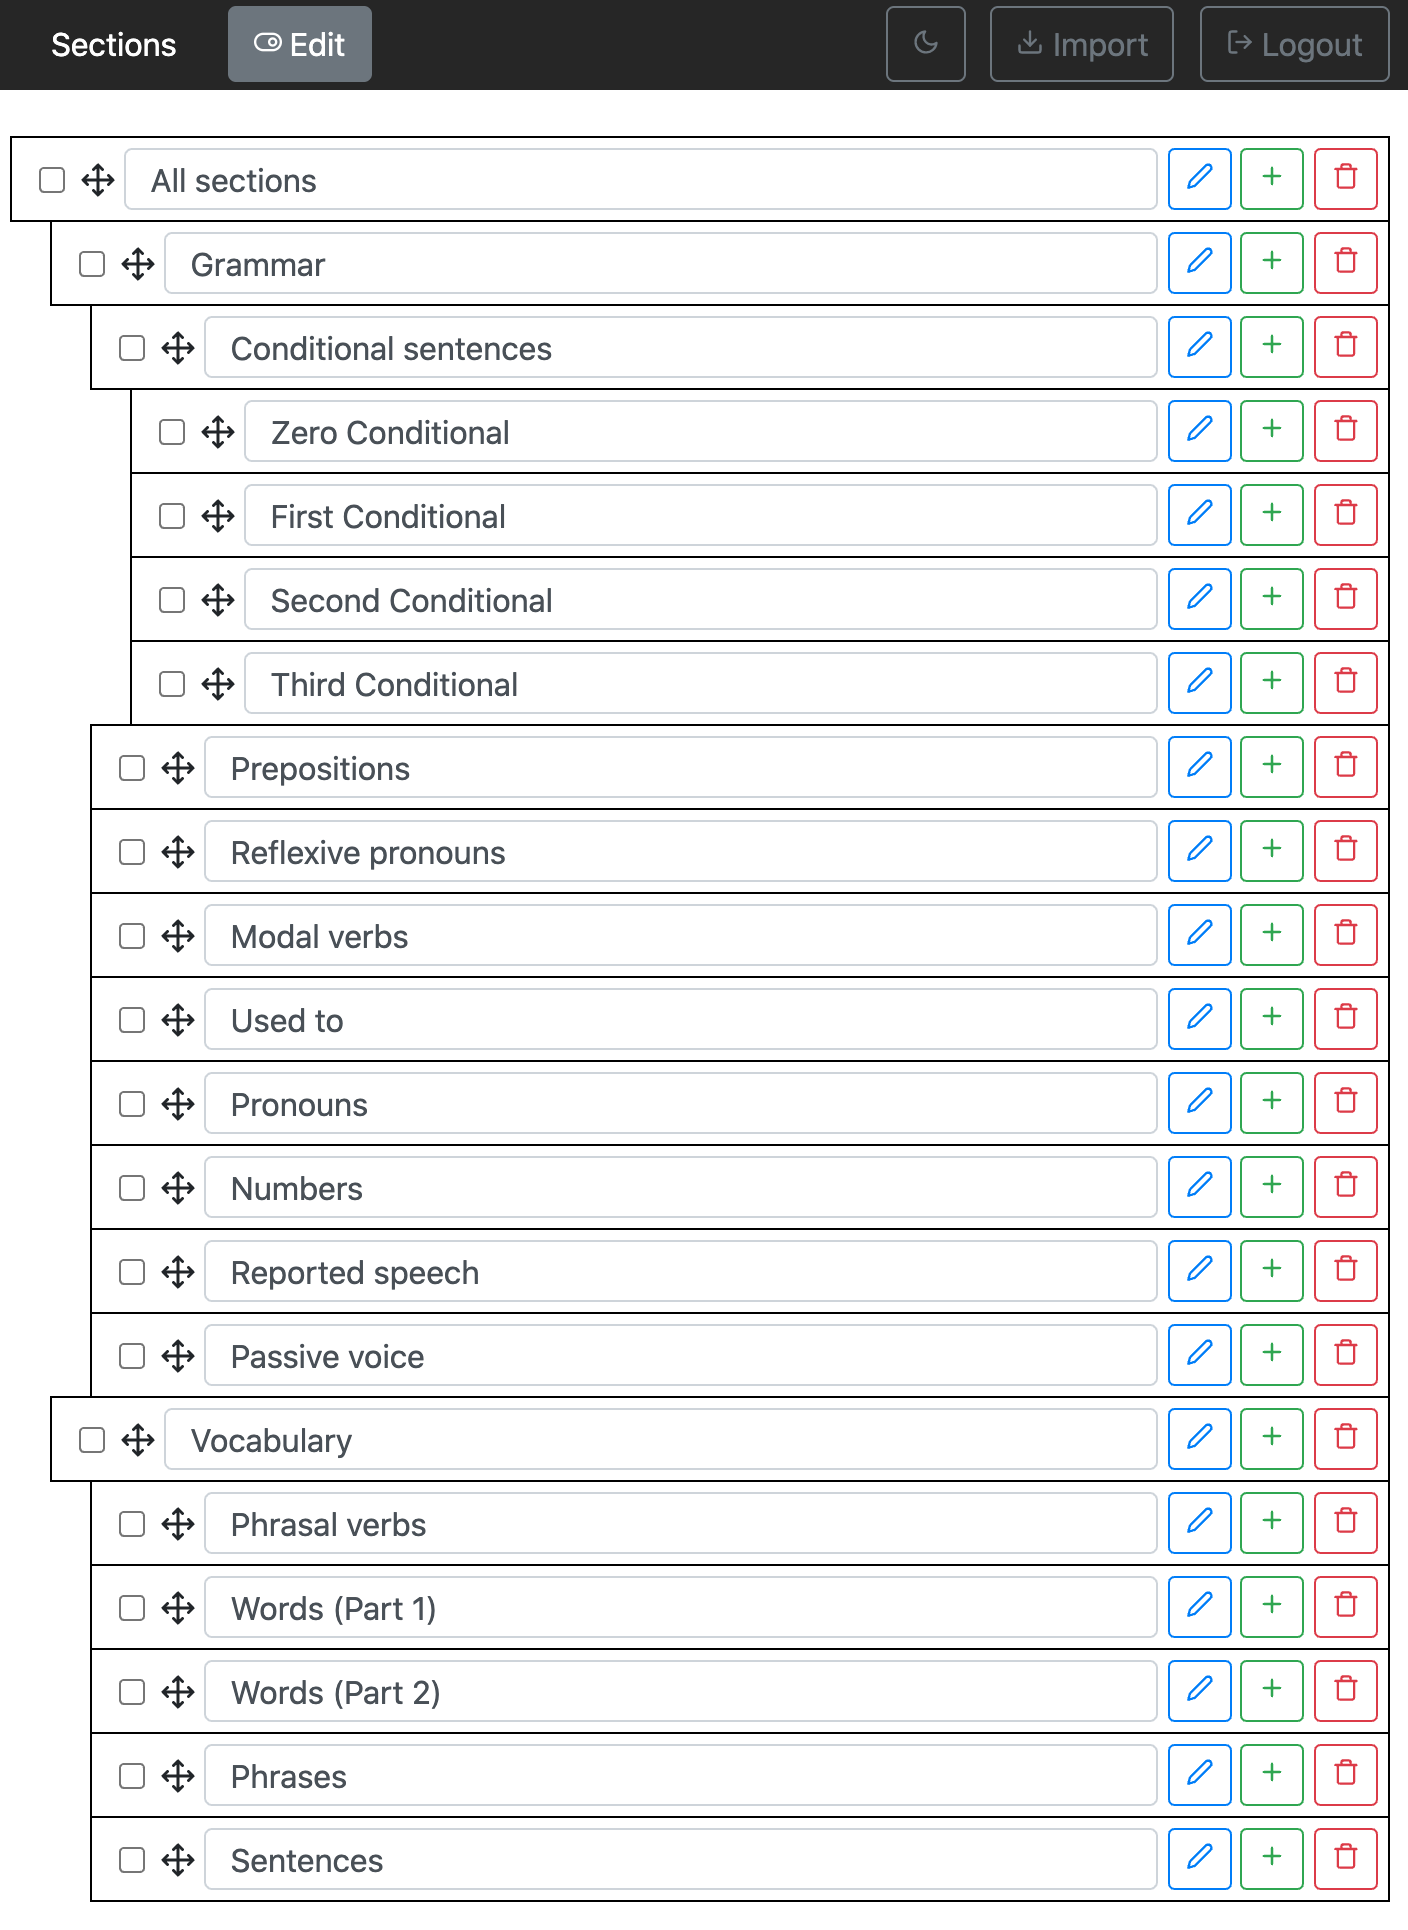 Sections Edit Import Logout
All sections
Grammar
Conditional sentences
Zero Conditional
First Conditional
Second Conditional
Third Conditional
Prepositions
Reflexive pronouns
Modal verbs
Used to
Pronouns
Numbers
Reported speech
Passive voice
Vocabulary
Phrasal verbs
Words (Part 1)
Words (Part 2)
Phrases
Sentences